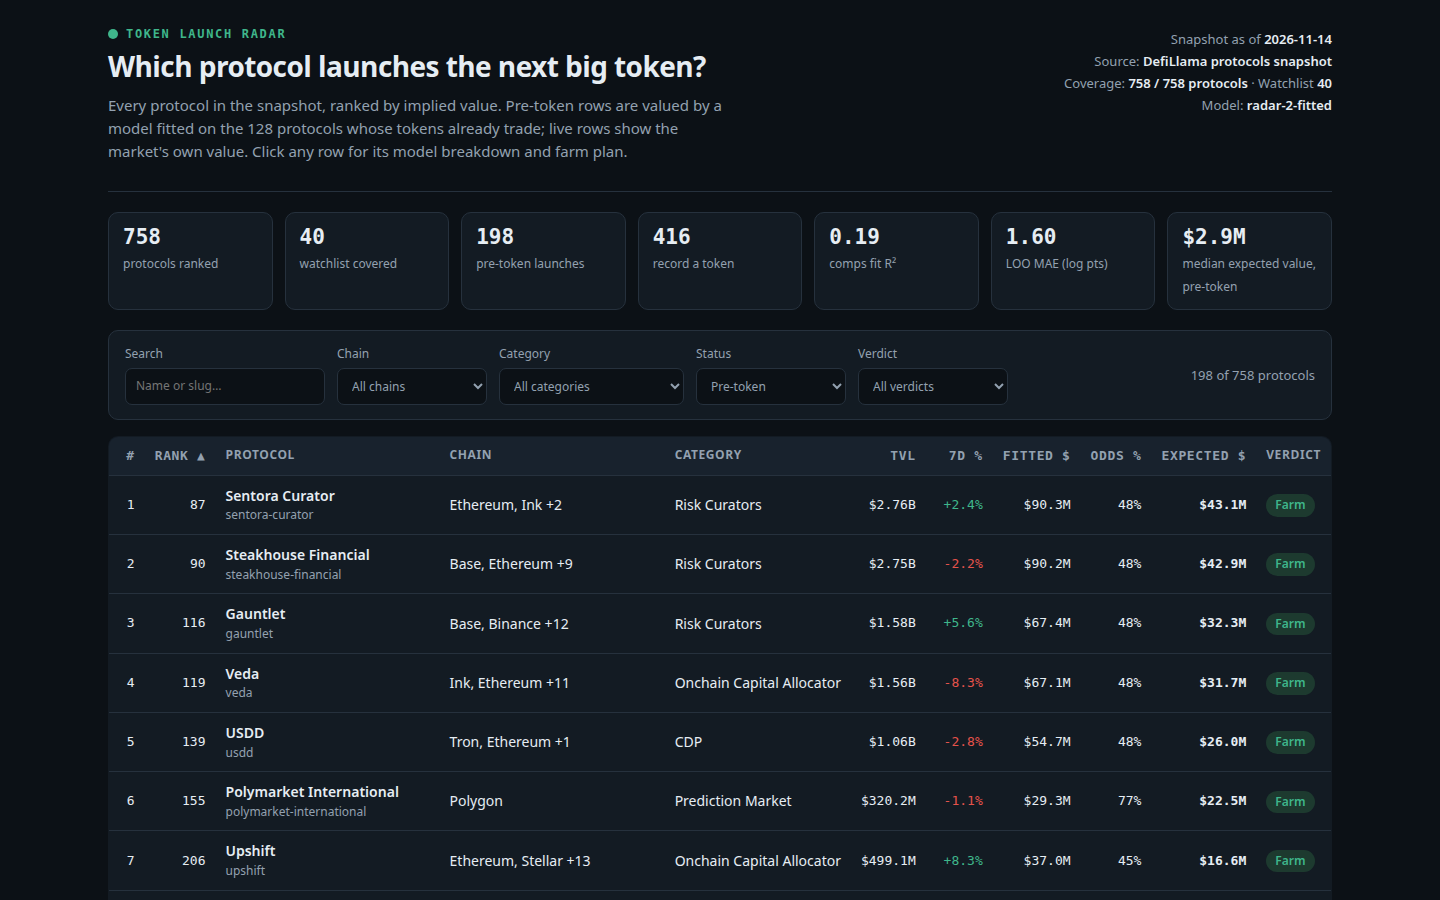 TOKEN LAUNCH RADAR
Which protocol launches the next big token?
Every protocol in the snapshot, ranked by implied value. Pre-token rows are valued by a
model fitted on the 128 protocols whose tokens already trade; live rows show the
market's own value. Click any row for its model breakdown and farm plan.
Snapshot as of 2026-11-14
Source: DefiLlama protocols snapshot
Coverage: 758 / 758 protocols · Watchlist 40
Model: radar-2-fitted
758
protocols ranked
40
watchlist covered
198
pre-token launches
416
record a token
0.19
comps fit R²
1.60
LOO MAE (log pts)
$2.9M
median expected value,
pre-token
Search
Name or slug...
Chain
All chains
Category
All categories
Status
Pre-token
Verdict
All verdicts
198 of 758 protocols
# RANK ▲ PROTOCOL CHAIN CATEGORY TVL 7D % FITTED $ ODDS % EXPECTED $ VERDICT
1 87 Sentora Curator Ethereum, Ink +2 Risk Curators $2.76B +2.4% $90.3M 48% $43.1M Farm
sentora-curator
2 90 Steakhouse Financial Base, Ethereum +9 Risk Curators $2.75B -2.2% $90.2M 48% $42.9M Farm
steakhouse-financial
3 116 Gauntlet Base, Binance +12 Risk Curators $1.58B +5.6% $67.4M 48% $32.3M Farm
gauntlet
4 119 Veda Ink, Ethereum +11 Onchain Capital Allocator $1.56B -8.3% $67.1M 48% $31.7M Farm
veda
5 139 USDD Tron, Ethereum +1 CDP $1.06B -2.8% $54.7M 48% $26.0M Farm
usdd
6 155 Polymarket International Polygon Prediction Market $320.2M -1.1% $29.3M 77% $22.5M Farm
polymarket-international
7 206 Upshift Ethereum, Stellar +13 Onchain Capital Allocator $499.1M +8.3% $37.0M 45% $16.6M Farm
upshift